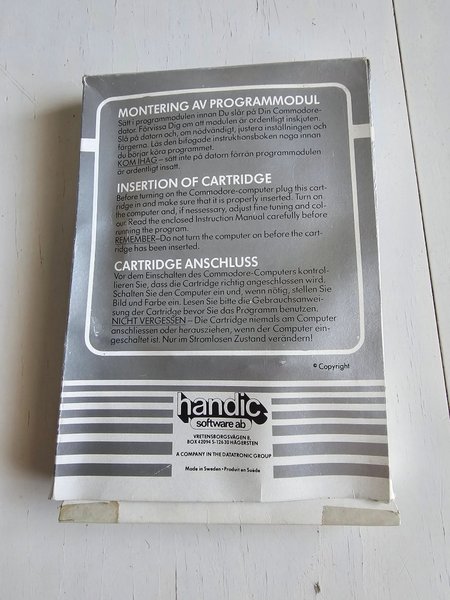 MONTERING AV PROGRAMMODUL
Sätt i programmodulen innan Du slår på Din Commodore-
dator. Förvissa Dig om att modulen är ordentligt inskjuten.
Slå på datorn och, om nödvändigt, justera inställningen och
färgerna. Läs den bifogade instruktionsboken noga innan
du börjar köra programmet.
KOM IHÅG – sätt inte på datorn förrän programmodulen
är ordentligt insatt.
INSERTION OF CARTRIDGE
Before turning on the Commodore-computer plug this cart-
ridge in and make sure that it is properly inserted. Turn on
the computer and, if nessessary, adjust fine tuning and col-
our. Read the enclosed Instruction Manual carefully before
running the program.
REMEMBER–Do not turn the computer on before the cart-
ridge has been inserted.
CARTRIDGE ANSCHLUSS
Vor dem Einschalten des Commodore-Computers kontrol-
lieren Sie, dass die Cartridge richtig angeschlossen wird.
Schalten Sie den Computer ein und, wenn nötig, stellen Sie
Bild und Farbe ein. Lesen Sie bitte die Gebrauchsanwei-
sung der Cartridge bevor Sie das Programm benutzen.
NICHT VERGESSEN – Die Cartridge niemals am Computer
anschliessen oder herausziehen, wenn der Computer ein-
geschaltet ist. Nur im Stromlosen Zustand verändern!
© Copyright
handic
software ab
VRETENSBORGSVÄGEN 8,
BOX 42094 S-126 30 HÄGERSTEN
A COMPANY IN THE DATATRONIC GROUP
Made in Sweden • Produit en Suède